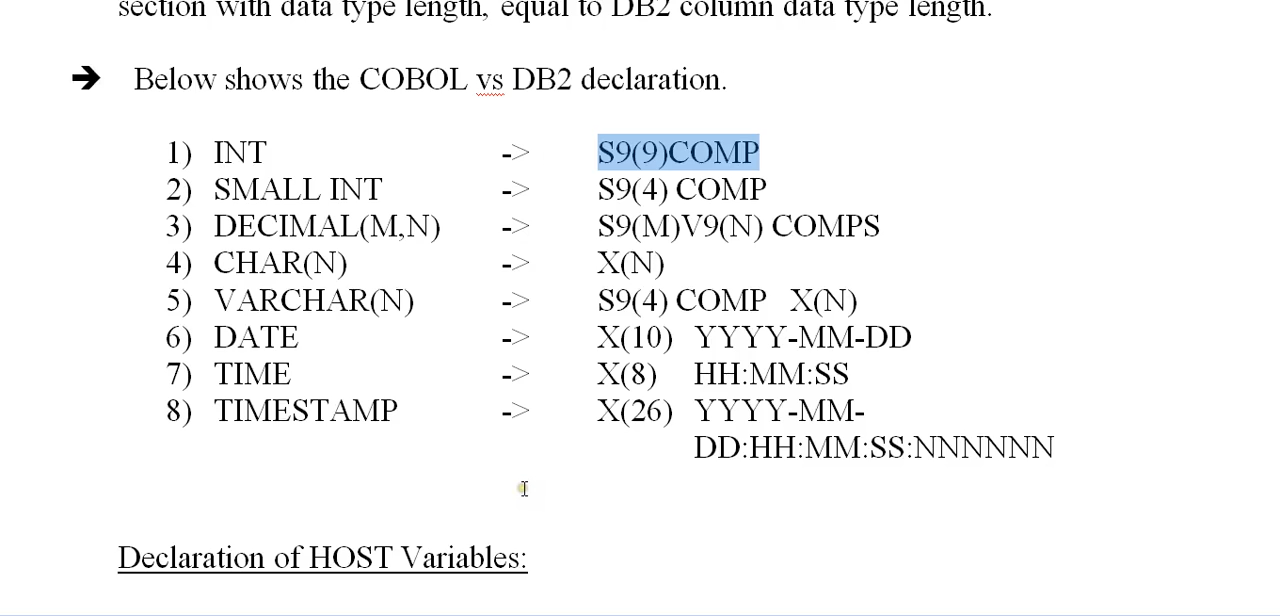 section with data type length, equal to DB2 column data type length.
➔ Below shows the COBOL vs DB2 declaration.
1) INT -> S9(9)COMP
2) SMALL INT -> S9(4) COMP
3) DECIMAL(M,N) -> S9(M)V9(N) COMPS
4) CHAR(N) -> X(N)
5) VARCHAR(N) -> S9(4) COMP X(N)
6) DATE -> X(10) YYYY-MM-DD
7) TIME -> X(8) HH:MM:SS
8) TIMESTAMP -> X(26) YYYY-MM-
DD:HH:MM:SS:NNNNNN
Declaration of HOST Variables: